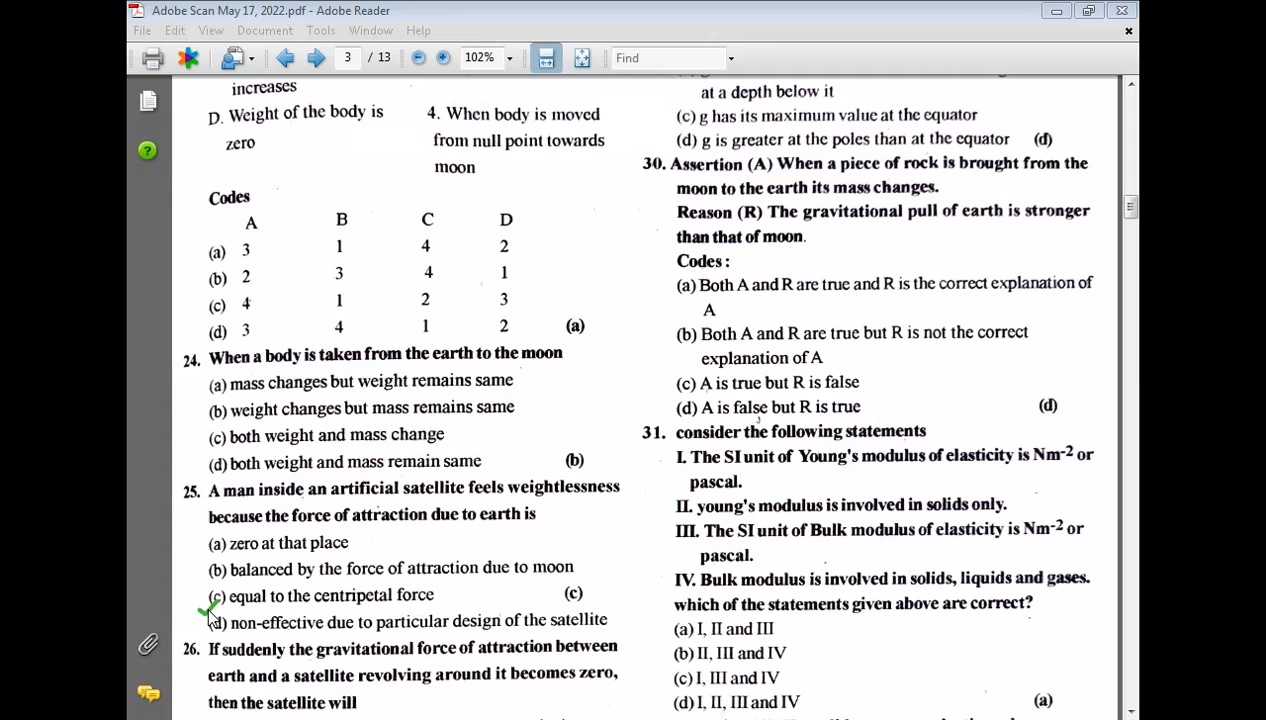 Adobe Scan May 17, 2022.pdf - Adobe Reader
File Edit View Document Tools Window Help
3 / 13 102% Find
increases
D. Weight of the body is
zero
4. When body is moved
from null point towards
moon
Codes
A B C D
(a) 3 1 4 2
(b) 2 3 4 1
(c) 4 1 2 3
(d) 3 4 1 2 (a)
24. When a body is taken from the earth to the moon
(a) mass changes but weight remains same
(b) weight changes but mass remains same
(c) both weight and mass change
(d) both weight and mass remain same (b)
25. A man inside an artificial satellite feels weightlessness
because the force of attraction due to earth is
(a) zero at that place
(b) balanced by the force of attraction due to moon
(c) equal to the centripetal force (c)
(d) non-effective due to particular design of the satellite
26. If suddenly the gravitational force of attraction between
earth and a satellite revolving around it becomes zero,
then the satellite will
at a depth below it
(c) g has its maximum value at the equator
(d) g is greater at the poles than at the equator (d)
30. Assertion (A) When a piece of rock is brought from the
moon to the earth its mass changes.
Reason (R) The gravitational pull of earth is stronger
than that of moon.
Codes :
(a) Both A and R are true and R is the correct explanation of
A
(b) Both A and R are true but R is not the correct
explanation of A
(c) A is true but R is false
(d) A is false but R is true (d)
31. consider the following statements
I. The SI unit of Young's modulus of elasticity is Nm-2 or
pascal.
II. young's modulus is involved in solids only.
III. The SI unit of Bulk modulus of elasticity is Nm-2 or
pascal.
IV. Bulk modulus is involved in solids, liquids and gases.
which of the statements given above are correct?
(a) I, II and III
(b) II, III and IV
(c) I, III and IV
(d) I, II, III and IV (a)